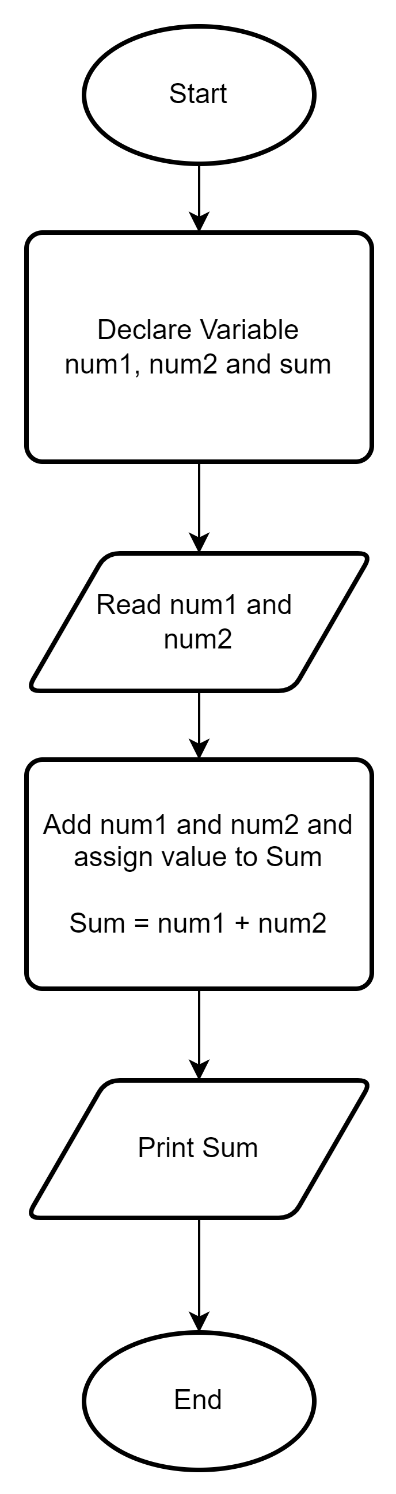 Start
Declare Variable
num1, num2 and sum
Read num1 and
num2
Add num1 and num2 and
assign value to Sum
Sum = num1 + num2
Print Sum
End